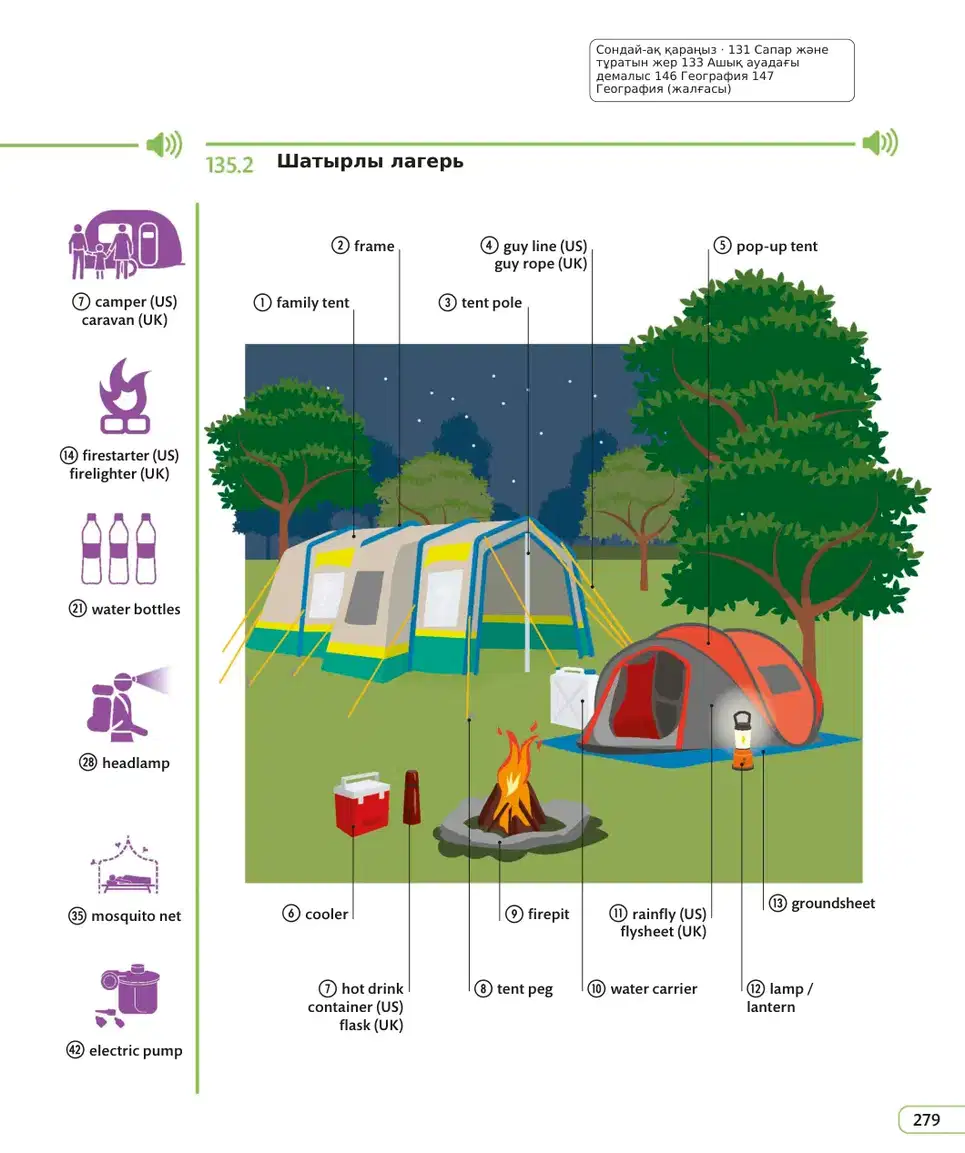 Сондай-ақ қараңыз · 131 Сапар және
тұратын жер 133 Ашық ауадағы
демалыс 146 География 147
География (жалғасы)
135.2 Шатырлы лагерь
7 camper (US)
caravan (UK)
14 firestarter (US)
firelighter (UK)
21 water bottles
28 headlamp
35 mosquito net
42 electric pump
2 frame
4 guy line (US)
guy rope (UK)
5 pop-up tent
1 family tent
3 tent pole
6 cooler
9 firepit
11 rainfly (US)
flysheet (UK)
13 groundsheet
7 hot drink
container (US)
flask (UK)
8 tent peg
10 water carrier
12 lamp /
lantern
279